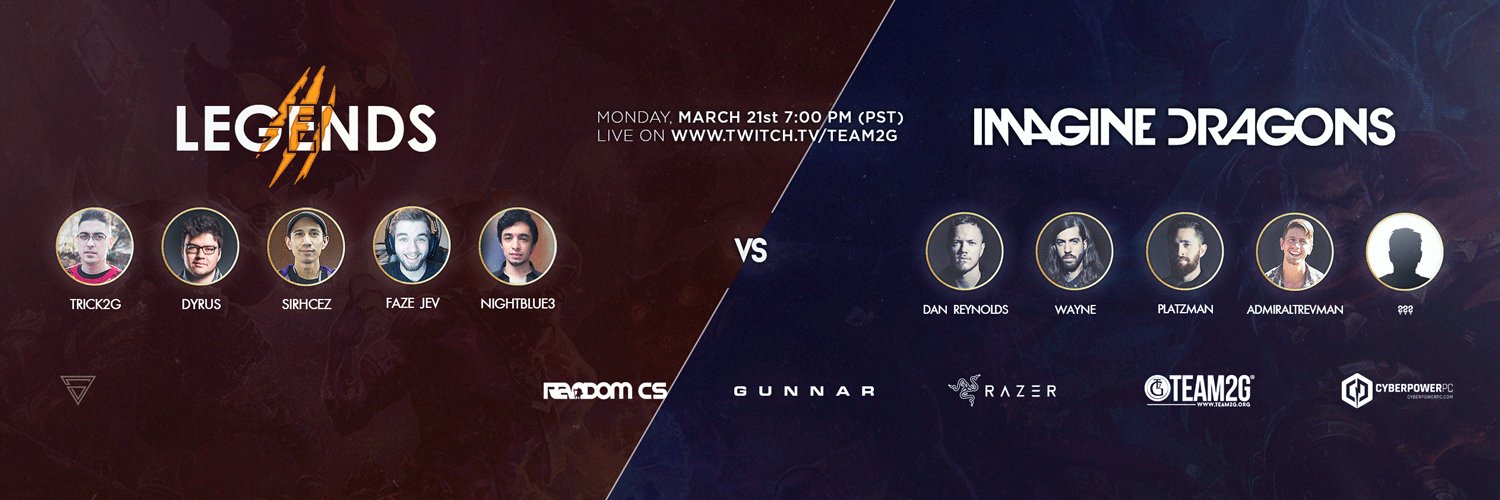 LEGENDS
MONDAY, MARCH 21st 7:00 PM (PST)
LIVE ON WWW.TWITCH.TV/TEAM2G
IMAGINE DRAGONS
TRICK2G
DYRUS
SIRHCEZ
FAZE JEV
NIGHTBLUE3
VS
DAN REYNOLDS
WAYNE
PLATZMAN
ADMIRALTREVMAN
???
RANDOM CS
GUNNAR
RAZER
TEAM2G®
WWW.TEAM2G.ORG
CYBERPOWERPC
CYBERPOWERPC.COM